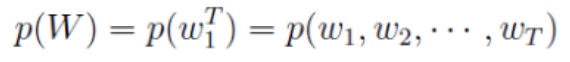 p(W) = p(w_1^T) = p(w_1, w_2, ⋯ , w_T)